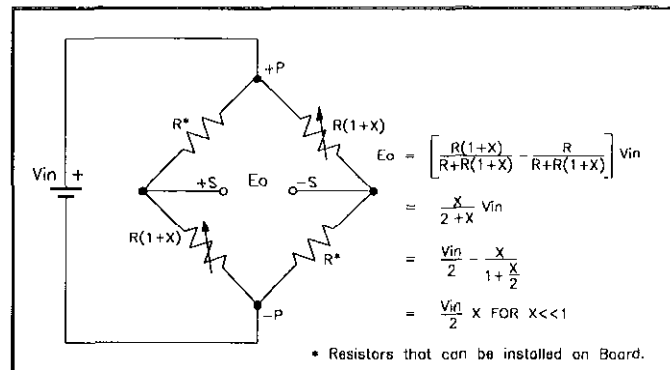 +P
R*
R(1+X)
Vin +
+S Eo -S
R(1+X)
R*
-P
Eo = [R(1+X)/R+R(1+X) - R/R+R(1+X)] Vin
= X/2+X Vin
= Vin/2 - X/1+X/2
= Vin/2 X FOR X<<1
* Resistors that can be installed on Board.